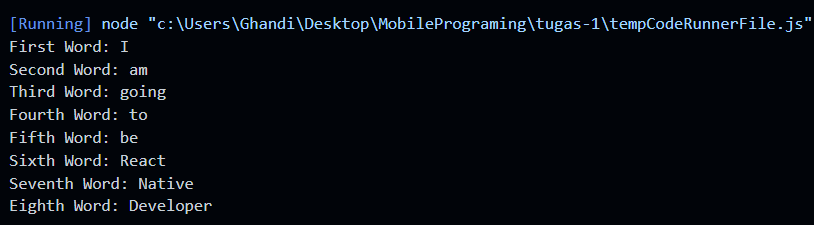 [Running] node "c:\Users\Ghandi\Desktop\MobilePrograming\tugas-1\tempCodeRunnerFile.js"
First Word: I
Second Word: am
Third Word: going
Fourth Word: to
Fifth Word: be
Sixth Word: React
Seventh Word: Native
Eighth Word: Developer